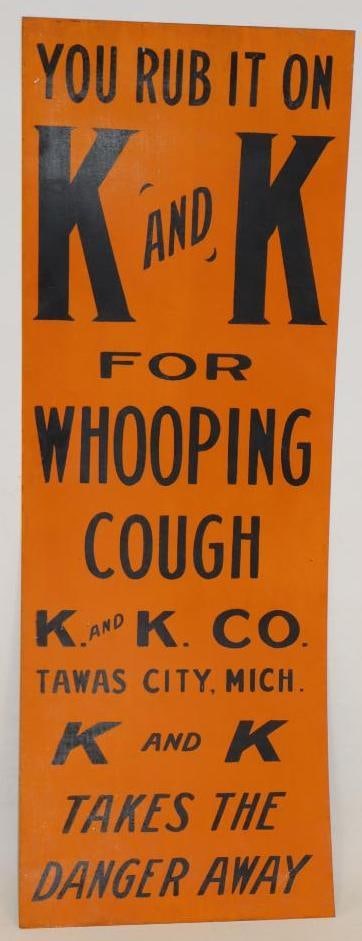 YOU RUB IT ON
K AND K
FOR
WHOOPING
COUGH
K. AND K. CO.
TAWAS CITY, MICH.
K AND K
TAKES THE
DANGER AWAY